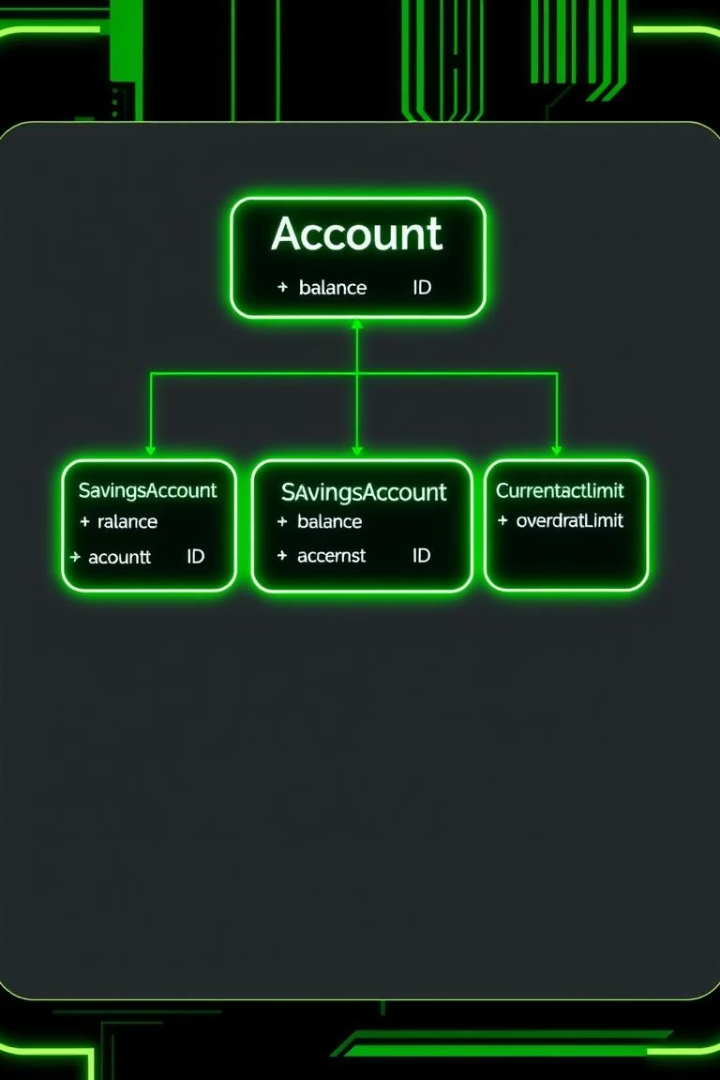 Account
+ balance ID
SavingsAccount
+ ralance
+ acountt ID
SAvingsAccount
+ balance
+ accernst ID
Currentactlimit
+ overdratLimit